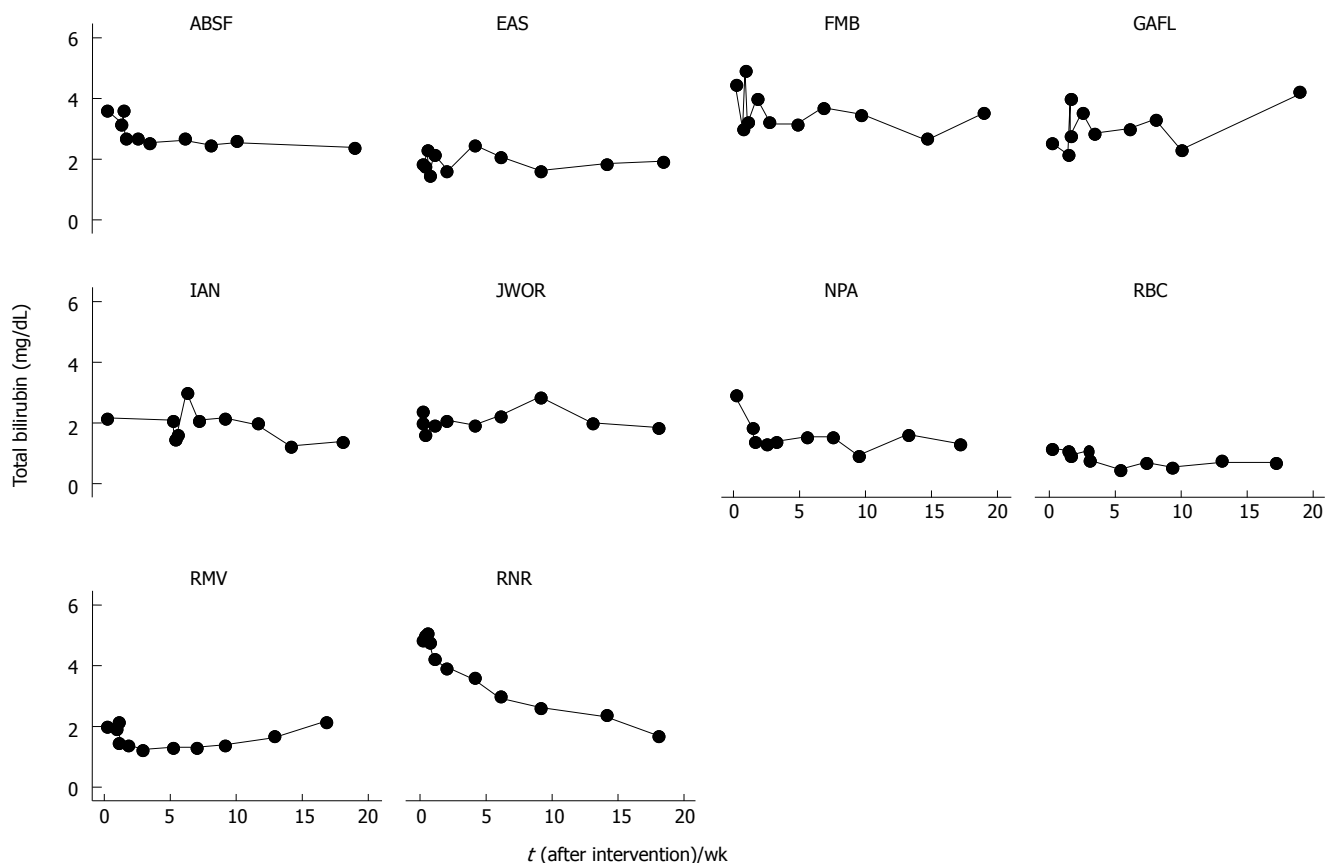 ABSF EAS FMB GAFL
6
4
2
0
IAN JWOR NPA RBC
6
4
2
0
0 5 10 15 20 0 5 10 15 20
Total bilirubin (mg/dL)
RMV RNR
6
4
2
0
0 5 10 15 20 0 5 10 15 20
t (after intervention)/wk